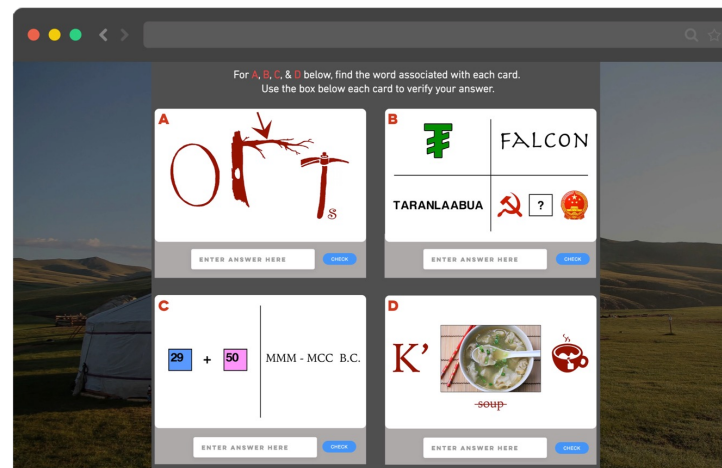 For A, B, C, & D below, find the word associated with each card.
Use the box below each card to verify your answer.
A
s
ENTER ANSWER HERE
CHECK
B
₮
FALCON
TARANLAABUA
?
ENTER ANSWER HERE
CHECK
C
29 + 50
MMM - MCC B.C.
ENTER ANSWER HERE
CHECK
D
K’
's
soup
ENTER ANSWER HERE
CHECK